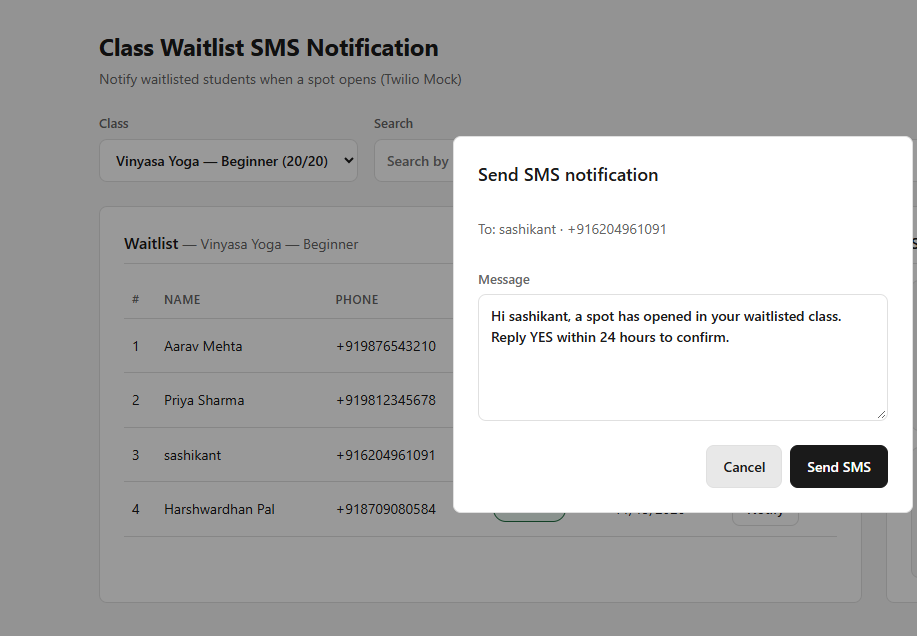 Class Waitlist SMS Notification
Notify waitlisted students when a spot opens (Twilio Mock)
Class
Search
Vinyasa Yoga — Beginner (20/20)
Search by
Send SMS notification
To: sashikant · +916204961091
Message
Hi sashikant, a spot has opened in your waitlisted class.
Reply YES within 24 hours to confirm.
Cancel
Send SMS
Waitlist — Vinyasa Yoga — Beginner
# NAME PHONE
1 Aarav Mehta +919876543210
2 Priya Sharma +919812345678
3 sashikant +916204961091
4 Harshwardhan Pal +918709080584